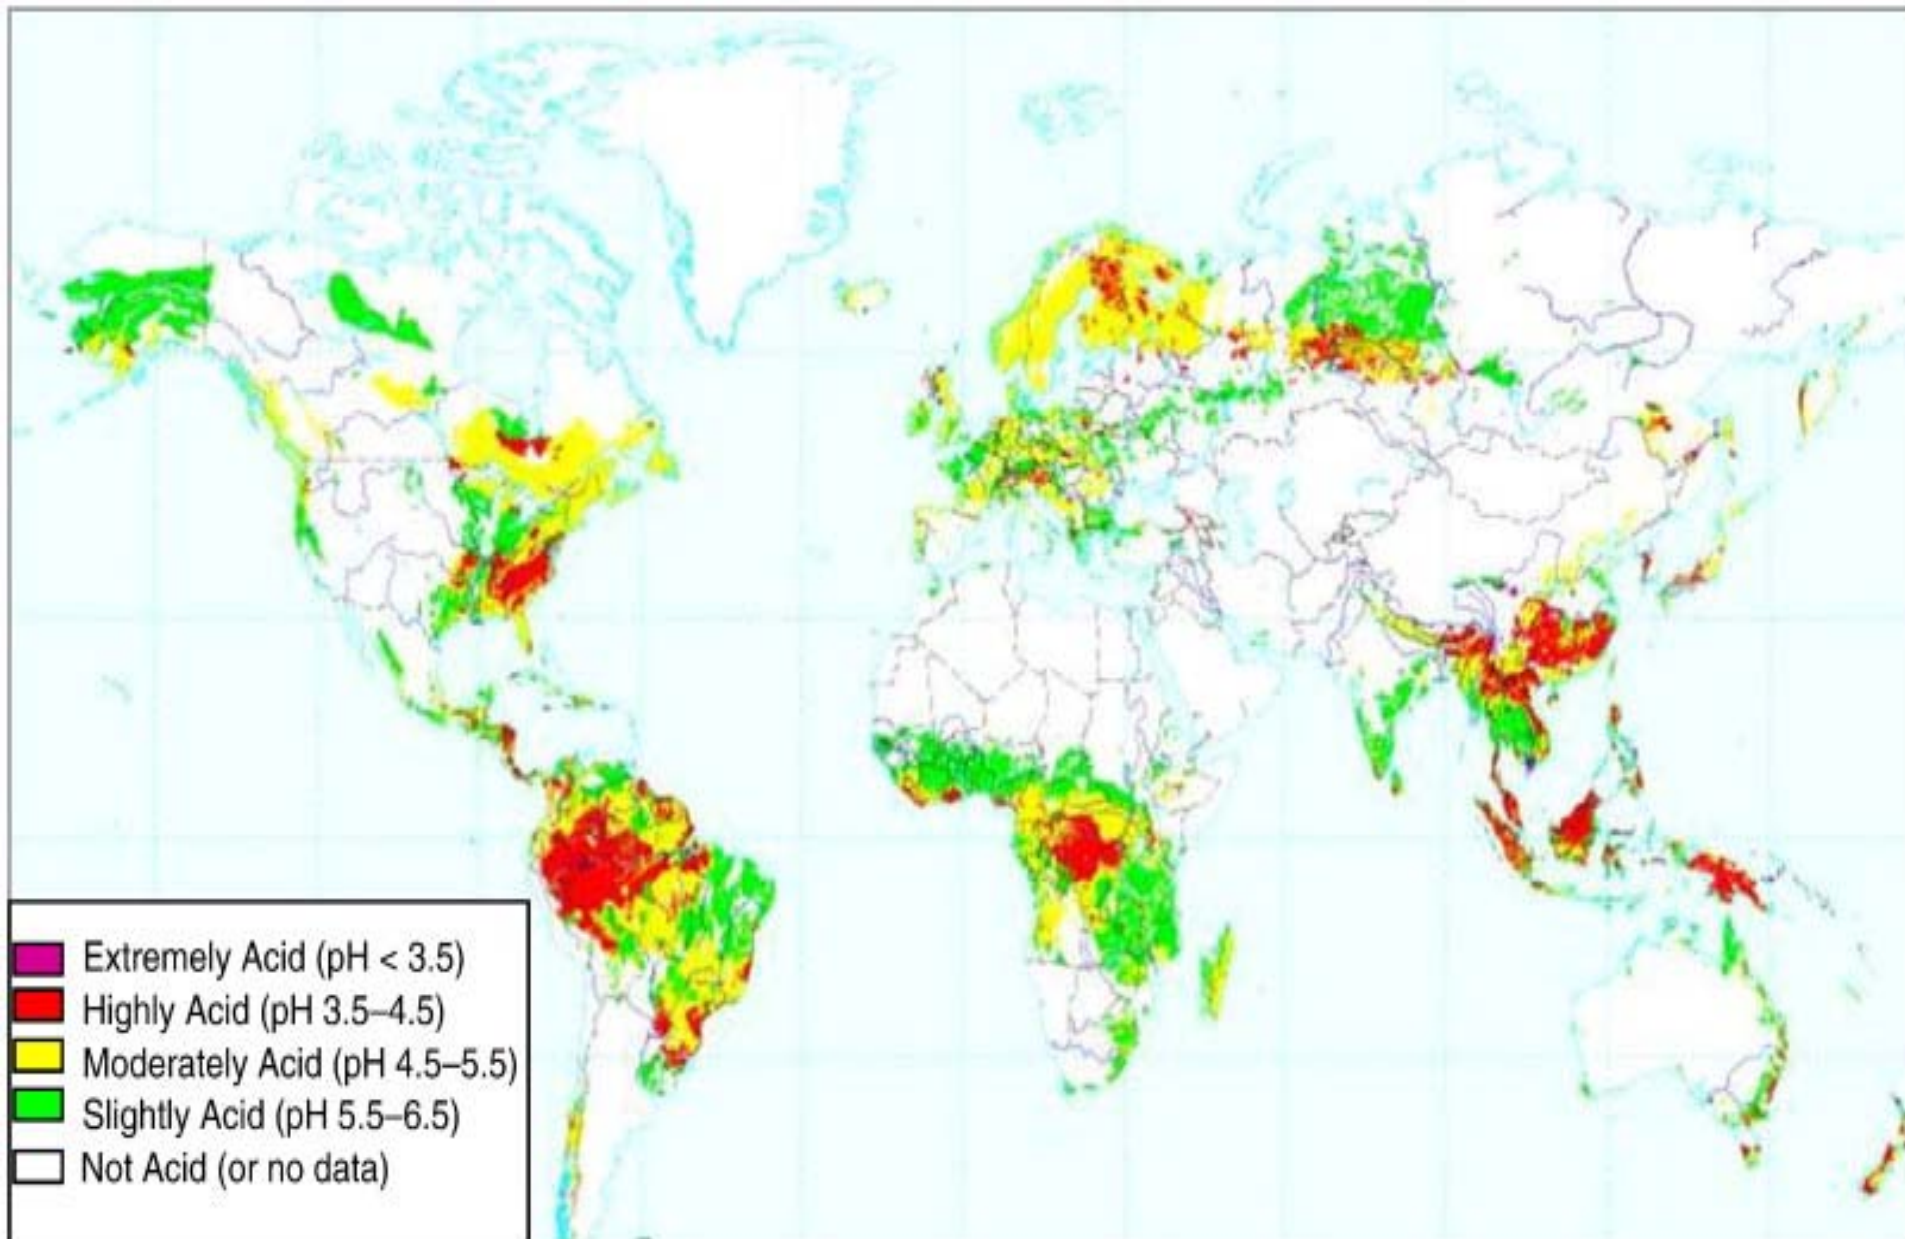 Extremely Acid (pH < 3.5)
Highly Acid (pH 3.5–4.5)
Moderately Acid (pH 4.5–5.5)
Slightly Acid (pH 5.5–6.5)
Not Acid (or no data)